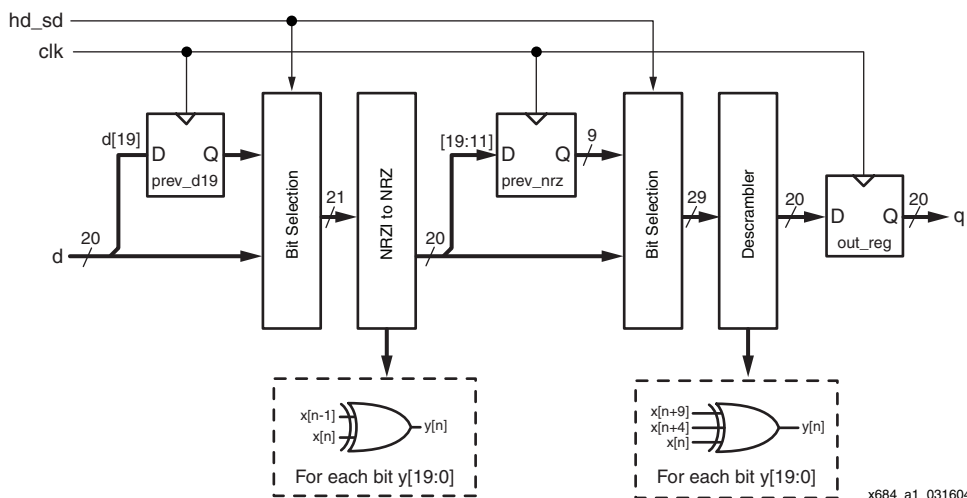 hd_sd
clk
d[19]
D Q
prev_d19
[19:11]
D Q
prev_nrz
9
Bit Selection
21
NRZI to NRZ
20
Bit Selection
29
Descrambler
20
D Q
out_reg
20
q
d
20
x[n-1]
x[n]
y[n]
For each bit y[19:0]
x[n+9]
x[n+4]
x[n]
y[n]
For each bit y[19:0]
x684_a1_031604